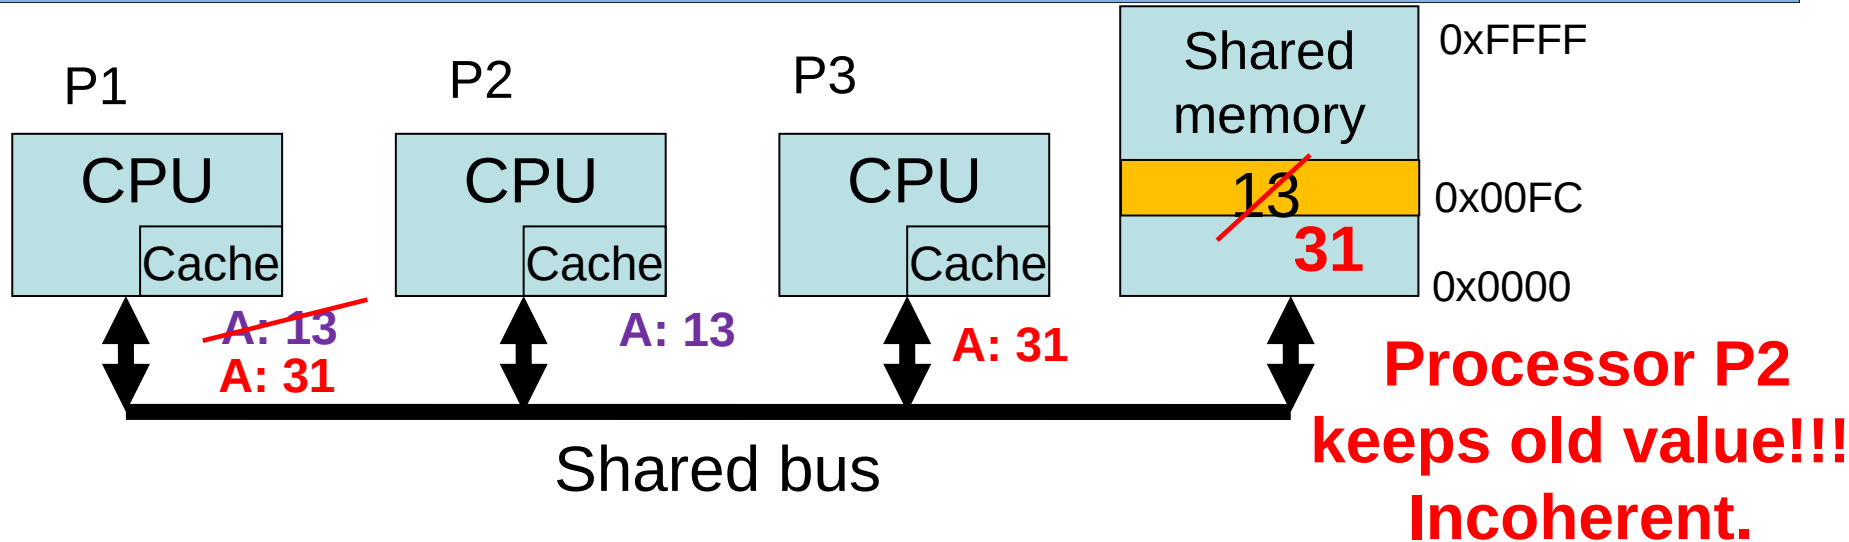 P1
P2
P3
Shared
memory
0xFFFF
CPU
CPU
CPU
13
0x00FC
31
Cache
Cache
Cache
0x0000
A: 13
A: 13
A: 31
A: 31
Processor P2
keeps old value!!!
Incoherent.
Shared bus